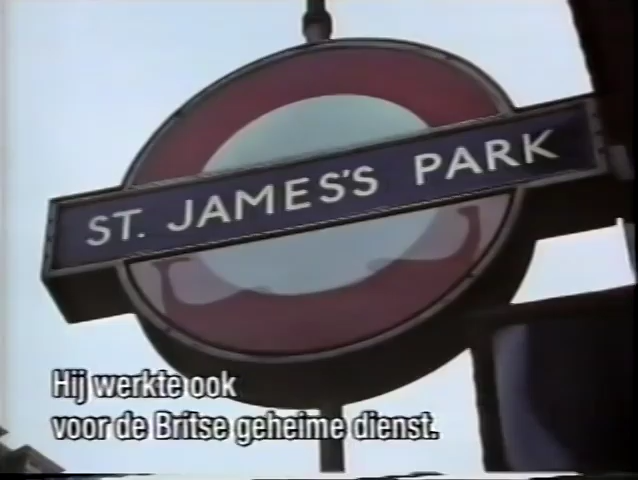 ST. JAMES'S PARK
Hij werkte ook
voor de Britse geheime dienst.